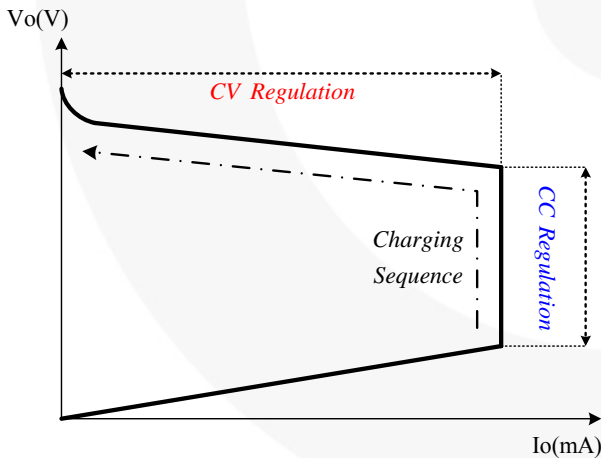 Vo(V)
CV Regulation
Charging
Sequence
CC Regulation
Io(mA)